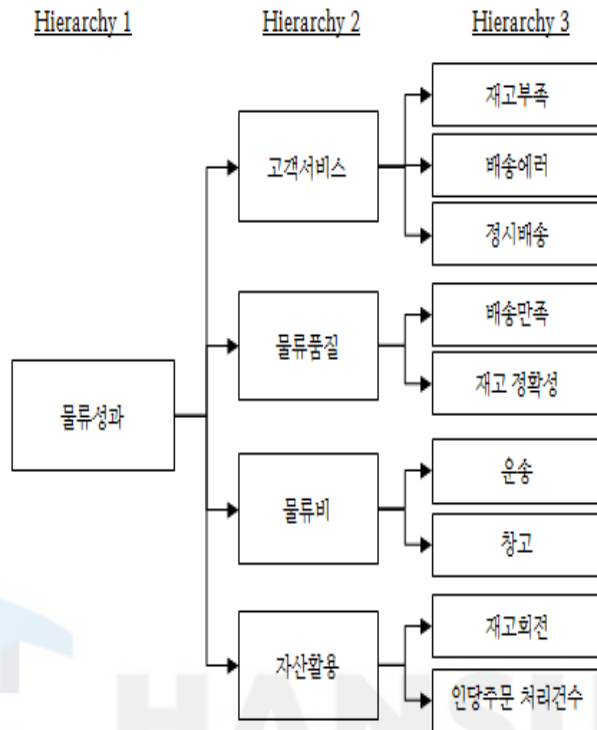 Hierarchy 1 Hierarchy 2 Hierarchy 3
물류성과
고객서비스
재고부족
배송에러
정시배송
물류품질
배송만족
재고 정확성
물류비
운송
창고
자산활용
재고회전
인당주문 처리건수